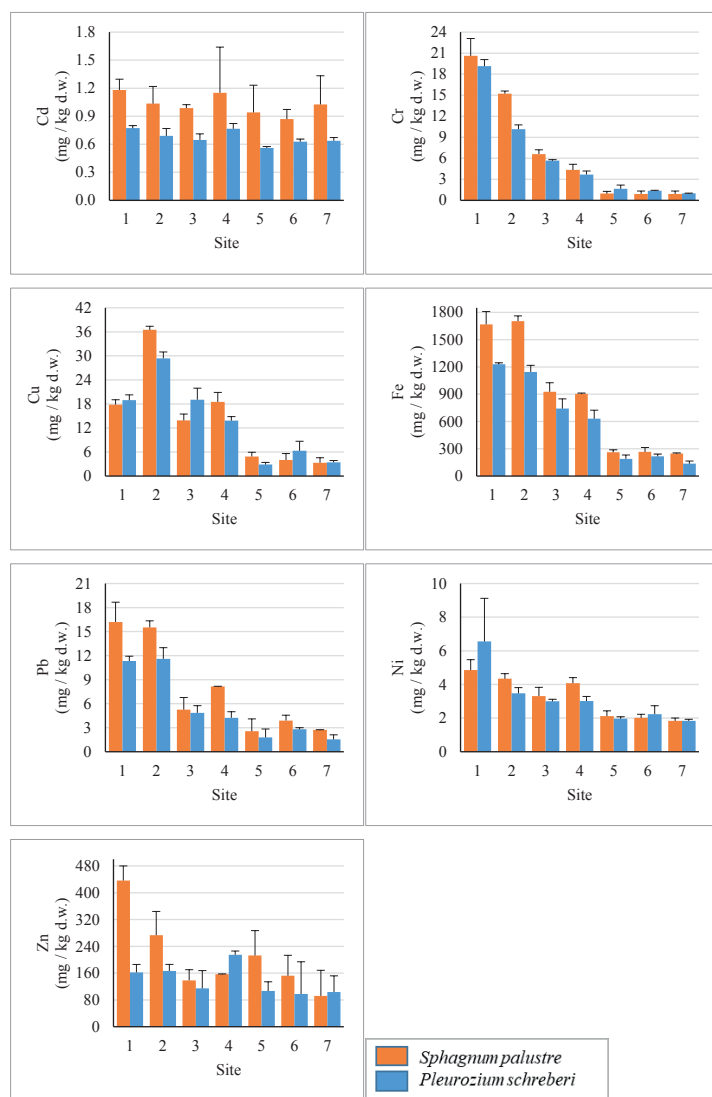 1.8
1.5
1.2
0.9
0.6
0.3
0.0
Cd
(mg / kg d.w.)
1 2 3 4 5 6 7
Site
24
21
18
15
12
9
6
3
0
Cr
(mg / kg d.w.)
1 2 3 4 5 6 7
Site
42
36
30
24
18
12
6
0
Cu
(mg / kg d.w.)
1 2 3 4 5 6 7
Site
1800
1500
1200
900
600
300
0
Fe
(mg / kg d.w.)
1 2 3 4 5 6 7
Site
21
18
15
12
9
6
3
0
Pb
(mg / kg d.w.)
1 2 3 4 5 6 7
Site
10
8
6
4
2
0
Ni
(mg / kg d.w.)
1 2 3 4 5 6 7
Site
480
400
320
240
160
80
0
Zn
(mg / kg d.w.)
1 2 3 4 5 6 7
Site
Sphagnum palustre
Pleurozium schreberi